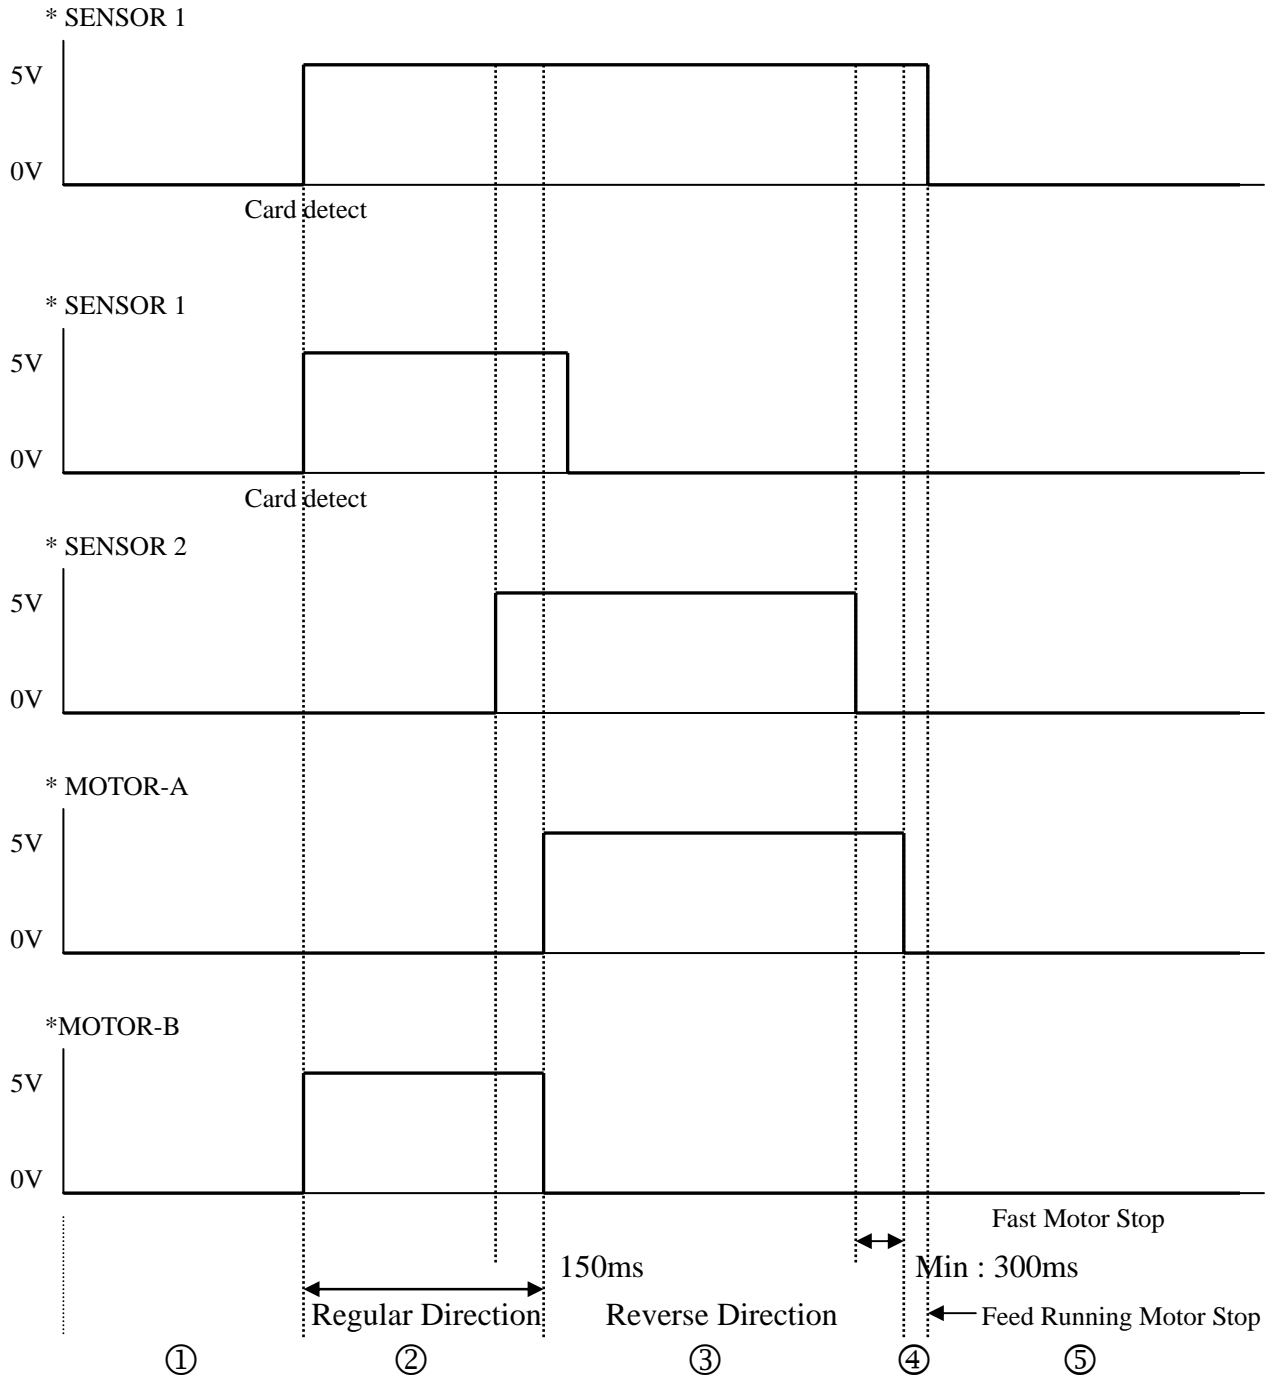 * SENSOR 1
5V
0V
Card detect
* SENSOR 1
5V
0V
Card detect
* SENSOR 2
5V
0V
* MOTOR-A
5V
0V
*MOTOR-B
5V
0V
Fast Motor Stop
150ms
Min : 300ms
Regular Direction
Reverse Direction
Feed Running Motor Stop
① ② ③ ④ ⑤